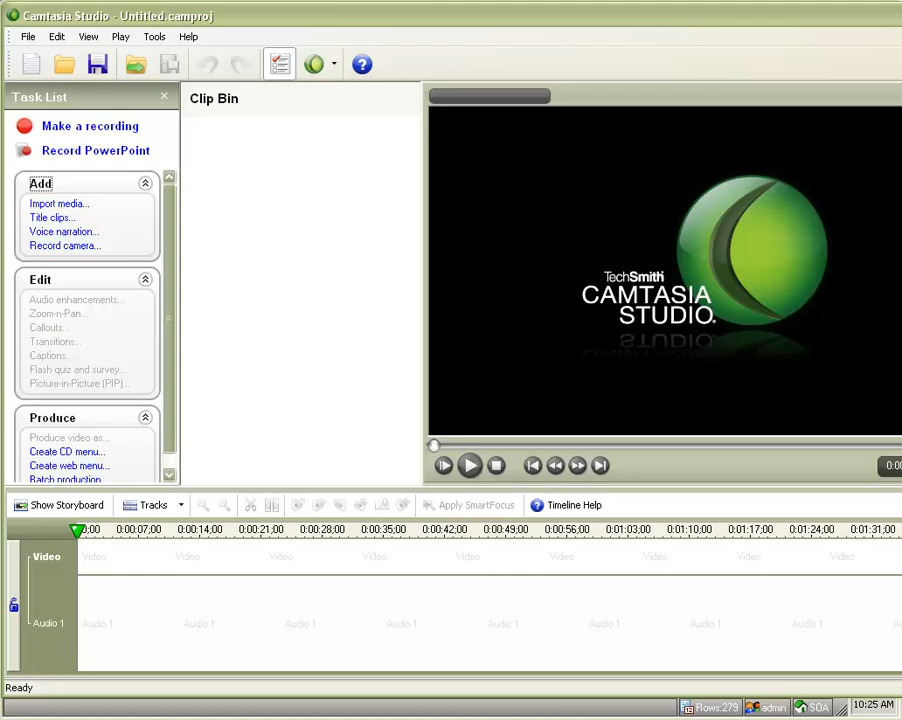 Camtasia Studio - Untitled.camproj
File Edit View Play Tools Help
Task List
Make a recording
Record PowerPoint
Add
Import media...
Title clips...
Voice narration...
Record camera...
Edit
Audio enhancements...
Zoom-n-Pan...
Callouts...
Transitions...
Captions...
Flash quiz and survey...
Picture-in-Picture (PIP)...
Produce
Produce video as...
Create CD menu...
Create web menu...
Batch production
Clip Bin
TechSmith
CAMTASIA
STUDIO.
0:00
Show Storyboard Tracks Apply SmartFocus Timeline Help
0:00 0:00:07;00 0:00:14;00 0:00:21;00 0:00:28;00 0:00:35;00 0:00:42;00 0:00:49;00 0:00:56;00 0:01:03;00 0:01:10;00 0:01:17;00 0:01:24;00 0:01:31;00
Video Video Video Video Video Video Video Video Video Video
Audio 1 Audio 1 Audio 1 Audio 1 Audio 1 Audio 1 Audio 1 Audio 1 Audio 1
Ready
Rows:279 admin SOA 10:25 AM